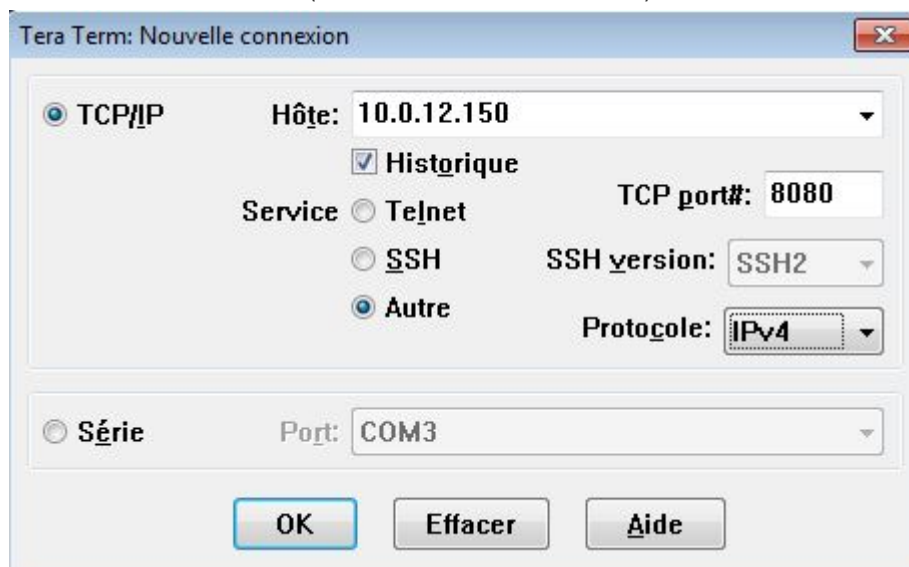 Tera Term: Nouvelle connexion
TCP/IP Hôte: 10.0.12.150
Historique
TCP port#: 8080
Service Telnet
SSH SSH version: SSH2
Autre
Protocole: IPv4
Série Port: COM3
OK Effacer Aide